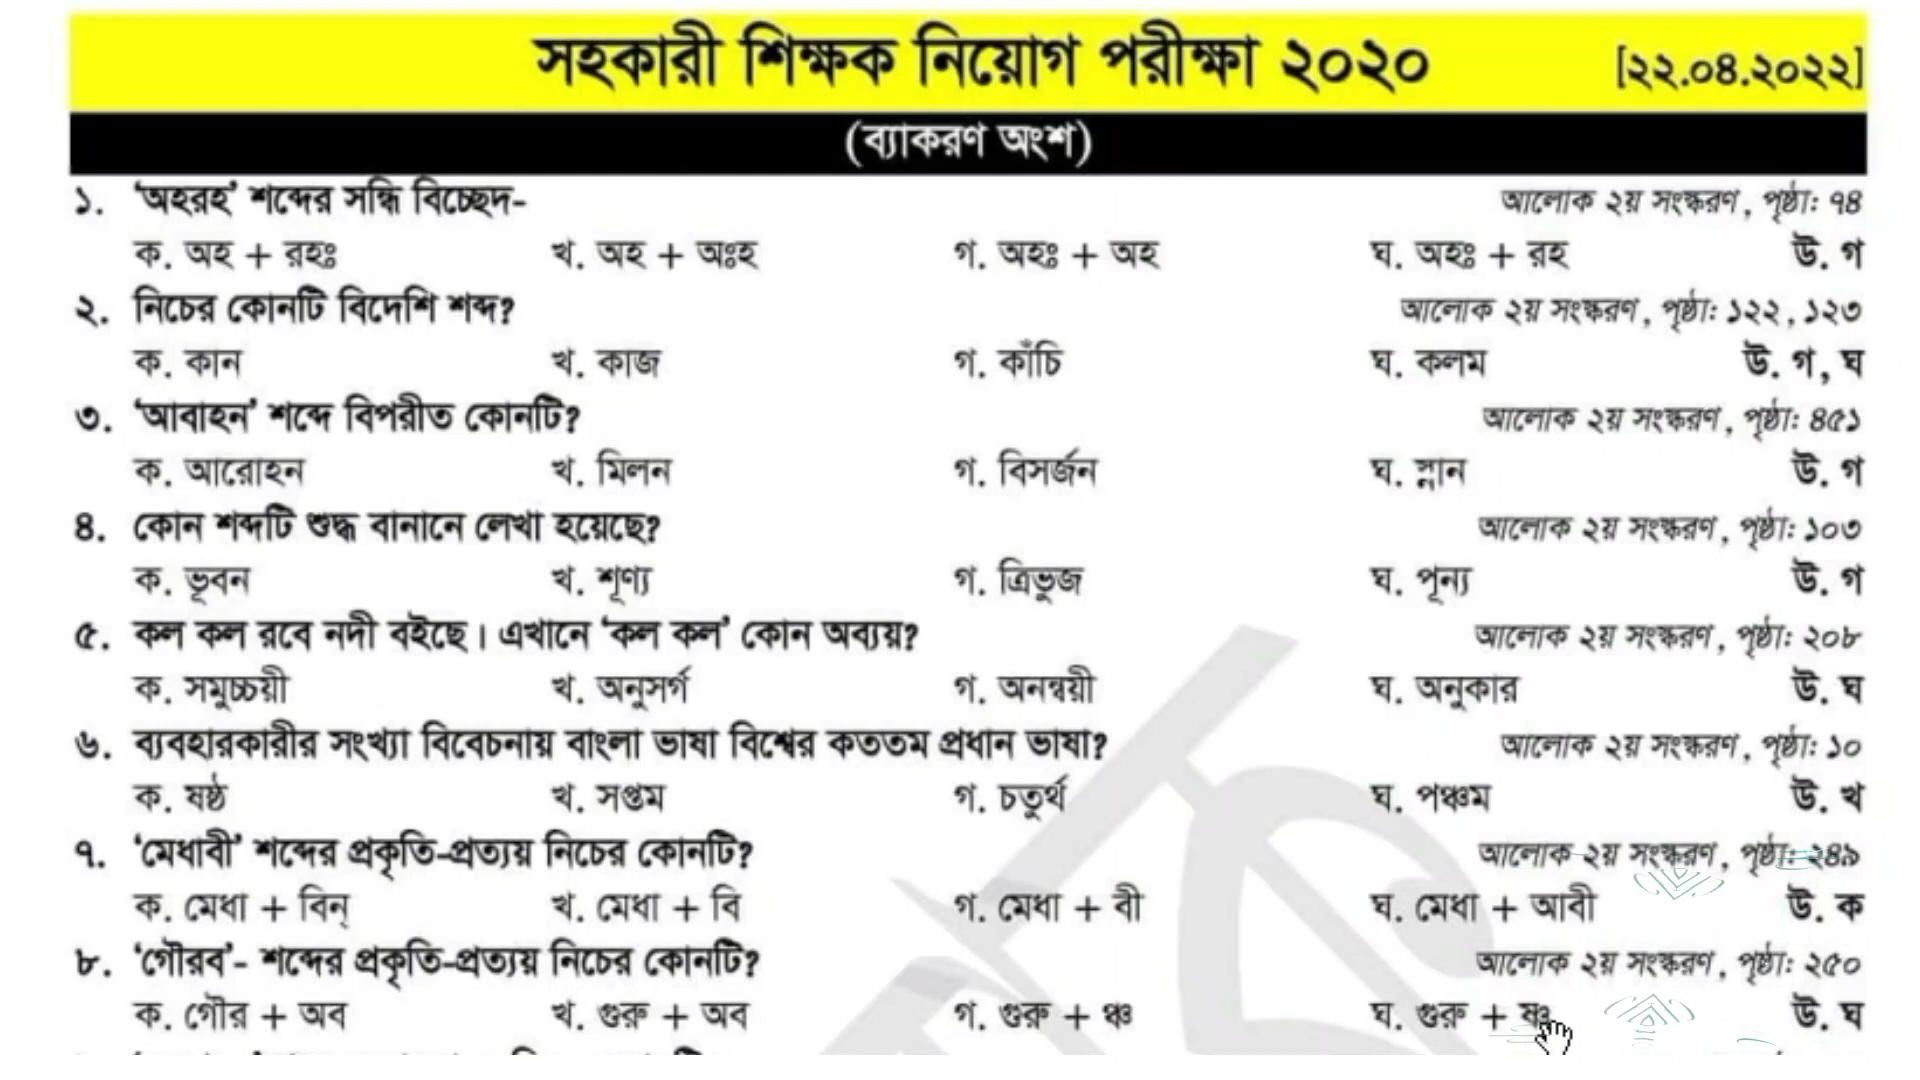 সহকারী শিক্ষক নিয়োগ পরীক্ষা ২০২০ [২২.০৪.২০২২]
(ব্যাকরণ অংশ)
১. ‘অহরহ’ শব্দের সন্ধি বিচ্ছেদ- আলোক ২য় সংস্করণ, পৃষ্ঠা: ৭৪
ক. অহ + রহঃ খ. অহ + অঃহ গ. অহঃ + অহ ঘ. অহঃ + রহ উ. গ
২. নিচের কোনটি বিদেশি শব্দ? আলোক ২য় সংস্করণ, পৃষ্ঠা: ১২২, ১২৩
ক. কান খ. কাজ গ. কাঁচি ঘ. কলম উ. গ, ঘ
৩. ‘আবাহন’ শব্দে বিপরীত কোনটি? আলোক ২য় সংস্করণ, পৃষ্ঠা: ৪৫১
ক. আরোহন খ. মিলন গ. বিসর্জন ঘ. ম্লান উ. গ
৪. কোন শব্দটি শুদ্ধ বানানে লেখা হয়েছে? আলোক ২য় সংস্করণ, পৃষ্ঠা: ১০৩
ক. ভূবন খ. শূণ্য গ. ত্রিভুজ ঘ. পূন্য উ. গ
৫. কল কল রবে নদী বইছে। এখানে ‘কল কল’ কোন অব্যয়? আলোক ২য় সংস্করণ, পৃষ্ঠা: ২০৮
ক. সমুচ্চয়ী খ. অনুসর্গ গ. অনন্বয়ী ঘ. অনুকার উ. ঘ
৬. ব্যবহারকারীর সংখ্যা বিবেচনায় বাংলা ভাষা বিশ্বের কততম প্রধান ভাষা? আলোক ২য় সংস্করণ, পৃষ্ঠা: ১০
ক. ষষ্ঠ খ. সপ্তম গ. চতুর্থ ঘ. পঞ্চম উ. খ
৭. ‘মেধাবী’ শব্দের প্রকৃতি-প্রত্যয় নিচের কোনটি? আলোক ২য় সংস্করণ, পৃষ্ঠা: ২৪৯
ক. মেধা + বিন্ খ. মেধা + বি গ. মেধা + বী ঘ. মেধা + আবী উ. ক
৮. ‘গৌরব’- শব্দের প্রকৃতি-প্রত্যয় নিচের কোনটি? আলোক ২য় সংস্করণ, পৃষ্ঠা: ২৫০
ক. গৌর + অব খ. গুরু + অব গ. গুরু + ঞ্চ ঘ. গুরু + ষ্ণ উ. ঘ